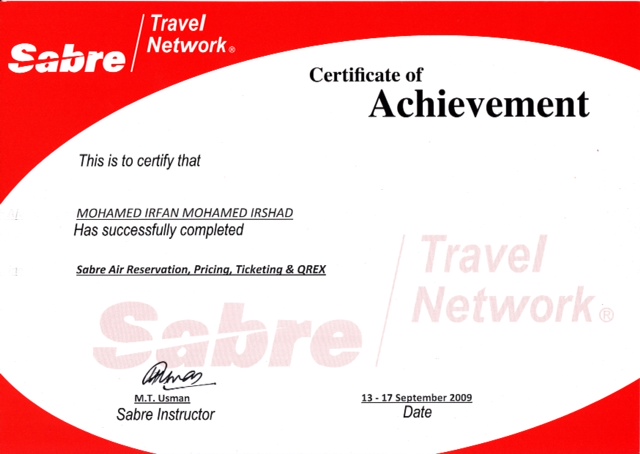 Sabre
Travel
Network®
Certificate of
Achievement
This is to certify that
MOHAMED IRFAN MOHAMED IRSHAD
Has successfully completed
Sabre Air Reservation, Pricing, Ticketing & QREX
Sabre
Travel
Network®
M.T. Usman
Sabre Instructor
13 - 17 September 2009
Date